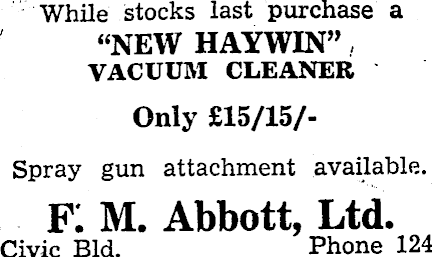 While stocks last purchase a
“NEW HAYWIN”,
VACUUM CLEANER
Only £15/15/-
Spray gun attachment available.
F. M. Abbott, Ltd.
Civic Bld. Phone 124